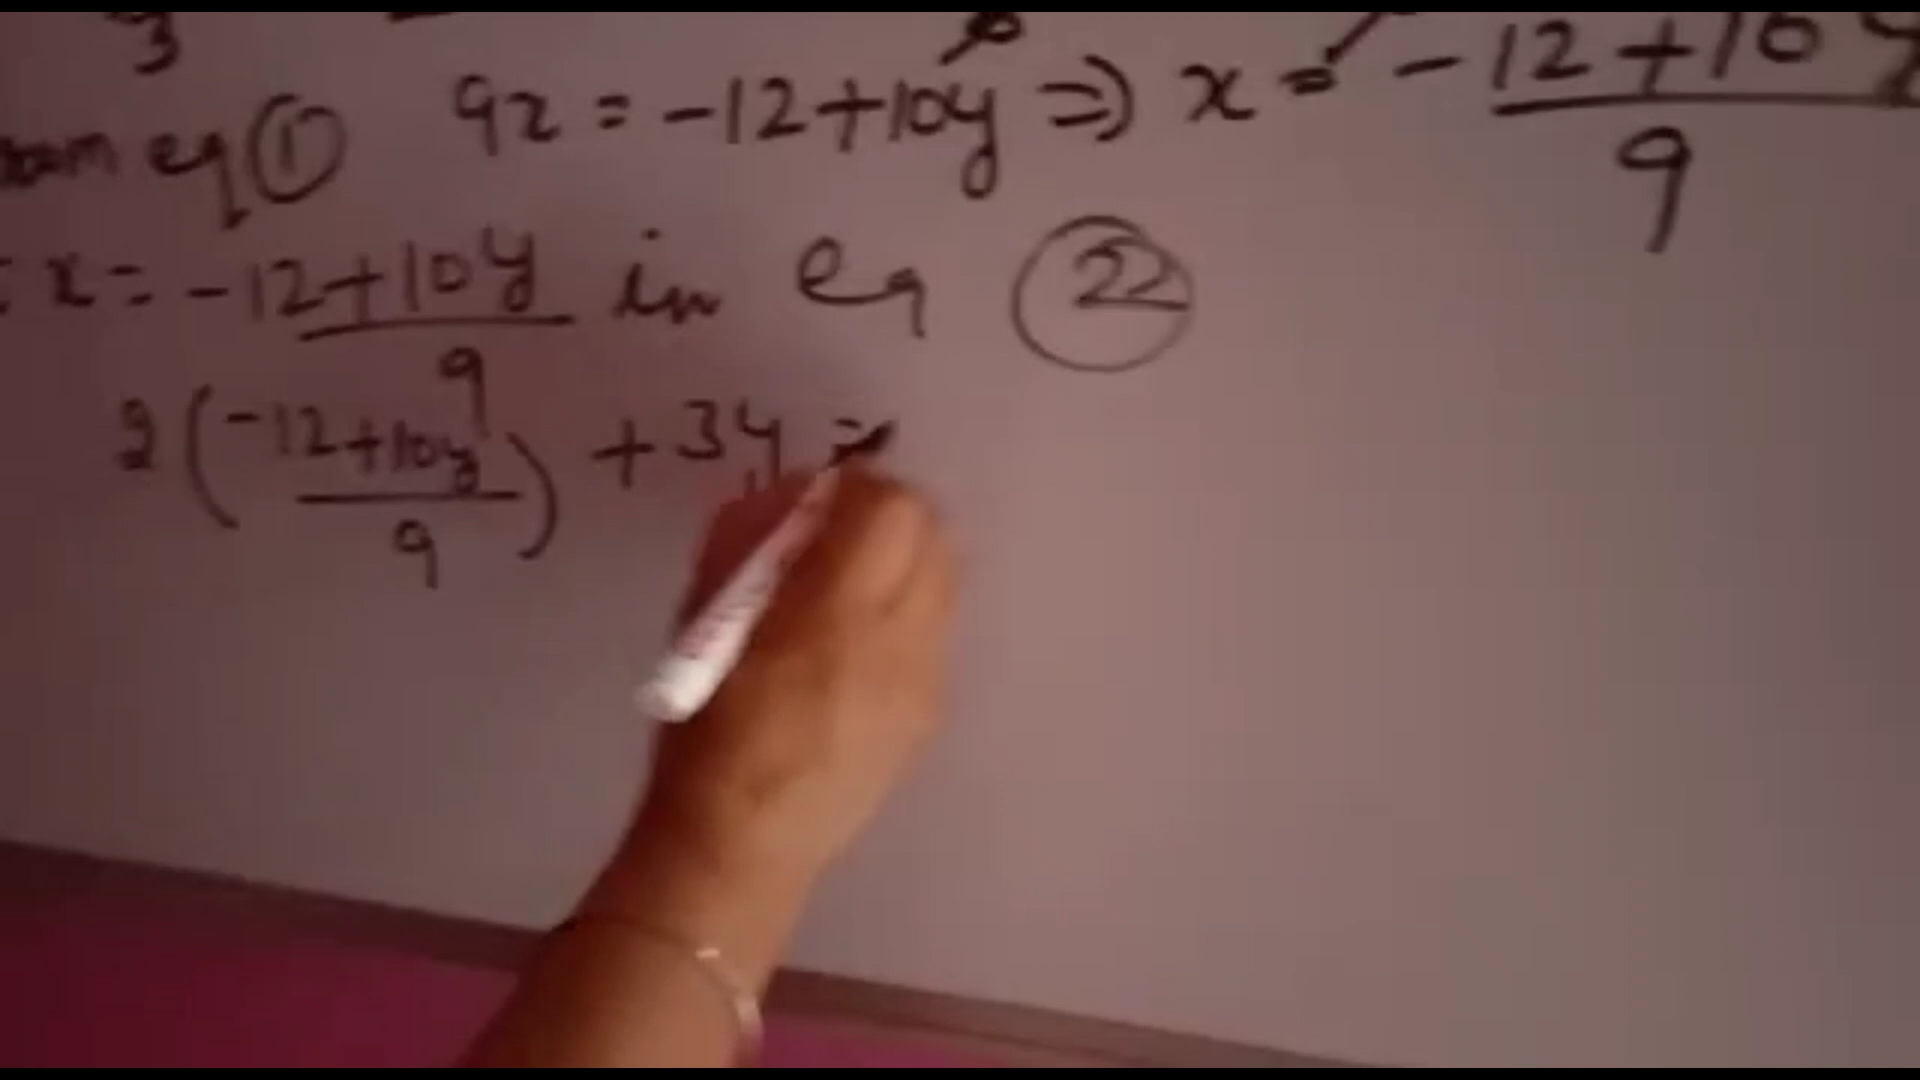 3
eq ① 9x = -12+10y ⇒ x = -12+10y/9
x = -12+10y/9 in eq ②
2(-12+10y/9) + 3y =